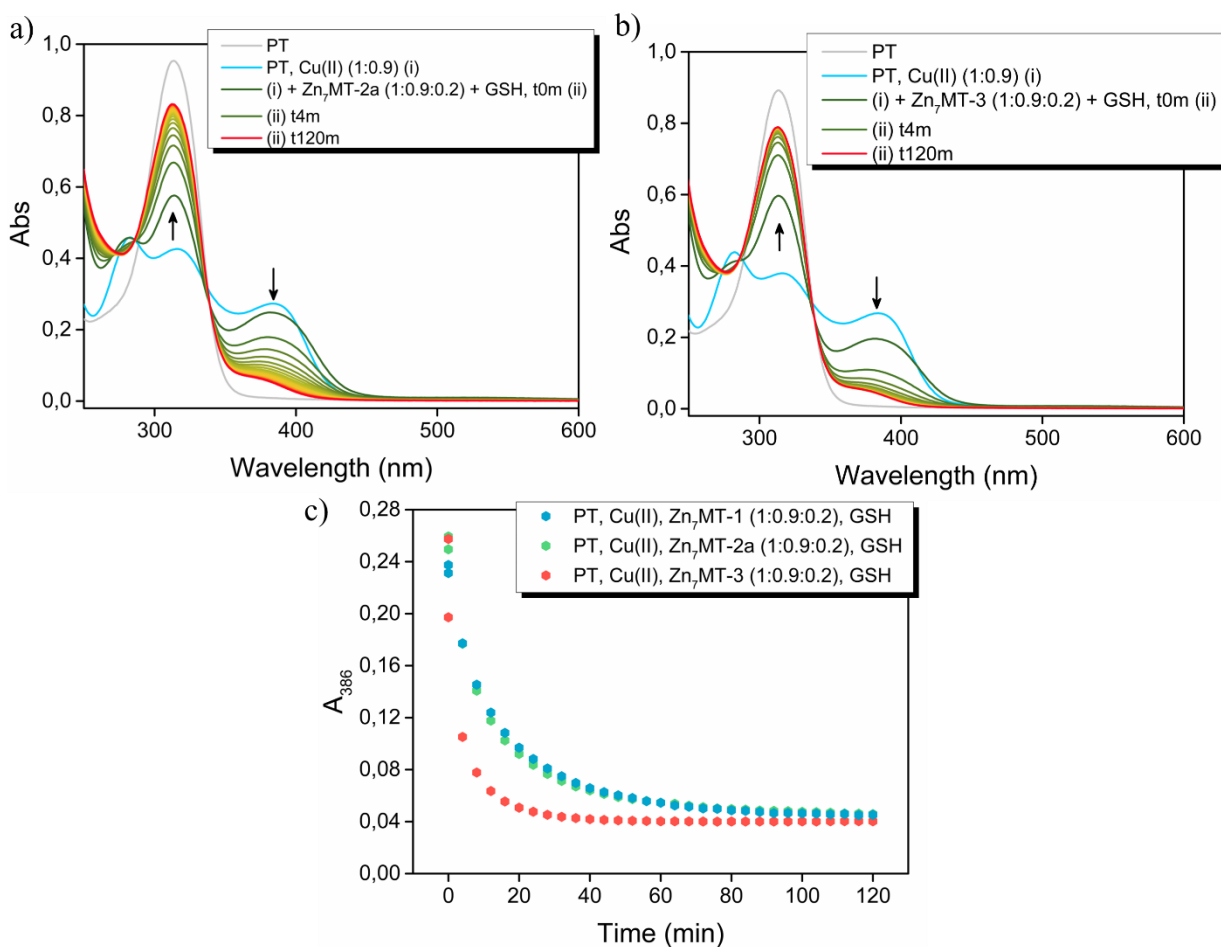 a)
1,0
0,8
0,6
0,4
0,2
0,0
Abs
300
400
500
600
Wavelength (nm)
PT
PT, Cu(II) (1:0.9) (i)
(i) + Zn7MT-2a (1:0.9:0.2) + GSH, t0m (ii)
(ii) t4m
(ii) t120m
b)
1,0
0,8
0,6
0,4
0,2
0,0
Abs
300
400
500
600
Wavelength (nm)
PT
PT, Cu(II) (1:0.9) (i)
(i) + Zn7MT-3 (1:0.9:0.2) + GSH, t0m (ii)
(ii) t4m
(ii) t120m
c)
0,28
0,24
0,20
0,16
0,12
0,08
0,04
0,00
A386
0
20
40
60
80
100
120
Time (min)
PT, Cu(II), Zn7MT-1 (1:0.9:0.2), GSH
PT, Cu(II), Zn7MT-2a (1:0.9:0.2), GSH
PT, Cu(II), Zn7MT-3 (1:0.9:0.2), GSH